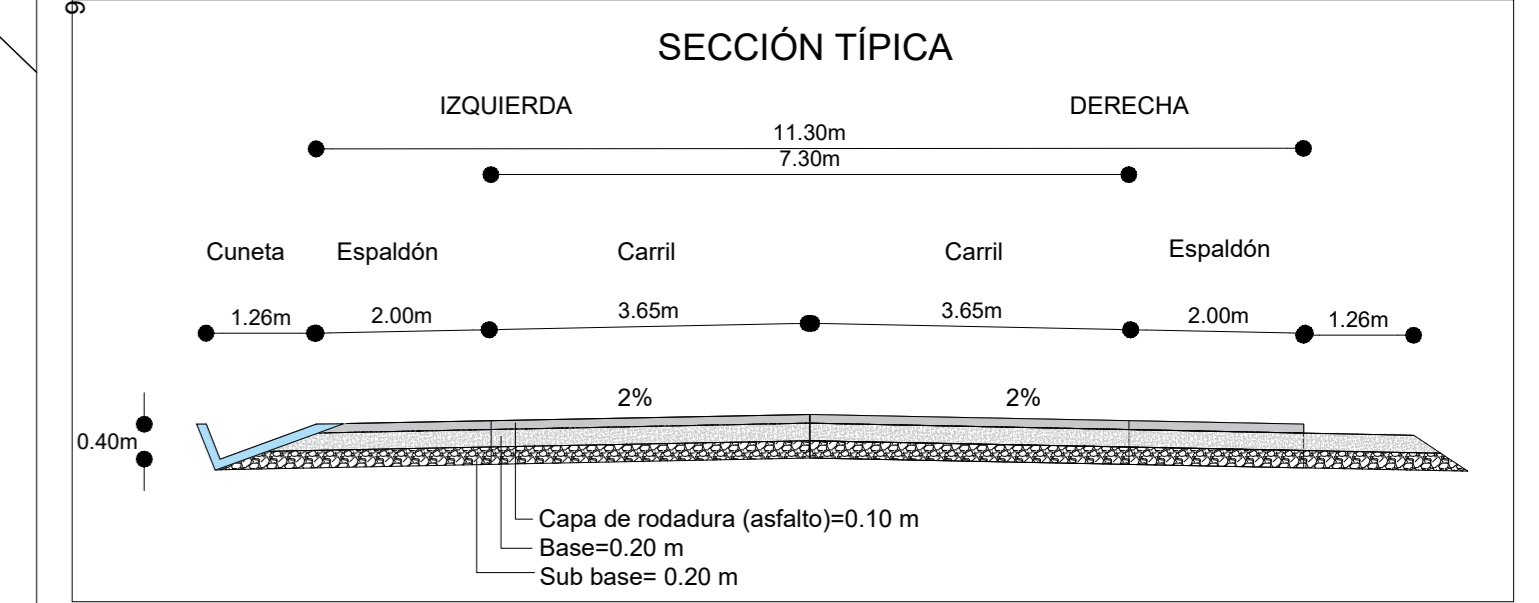 9
SECCIÓN TÍPICA
IZQUIERDA DERECHA
11.30m
7.30m
Cuneta Espaldón Carril Carril Espaldón
1.26m 2.00m 3.65m 3.65m 2.00m 1.26m
2% 2%
0.40m
Capa de rodadura (asfalto)=0.10 m
Base=0.20 m
Sub base= 0.20 m